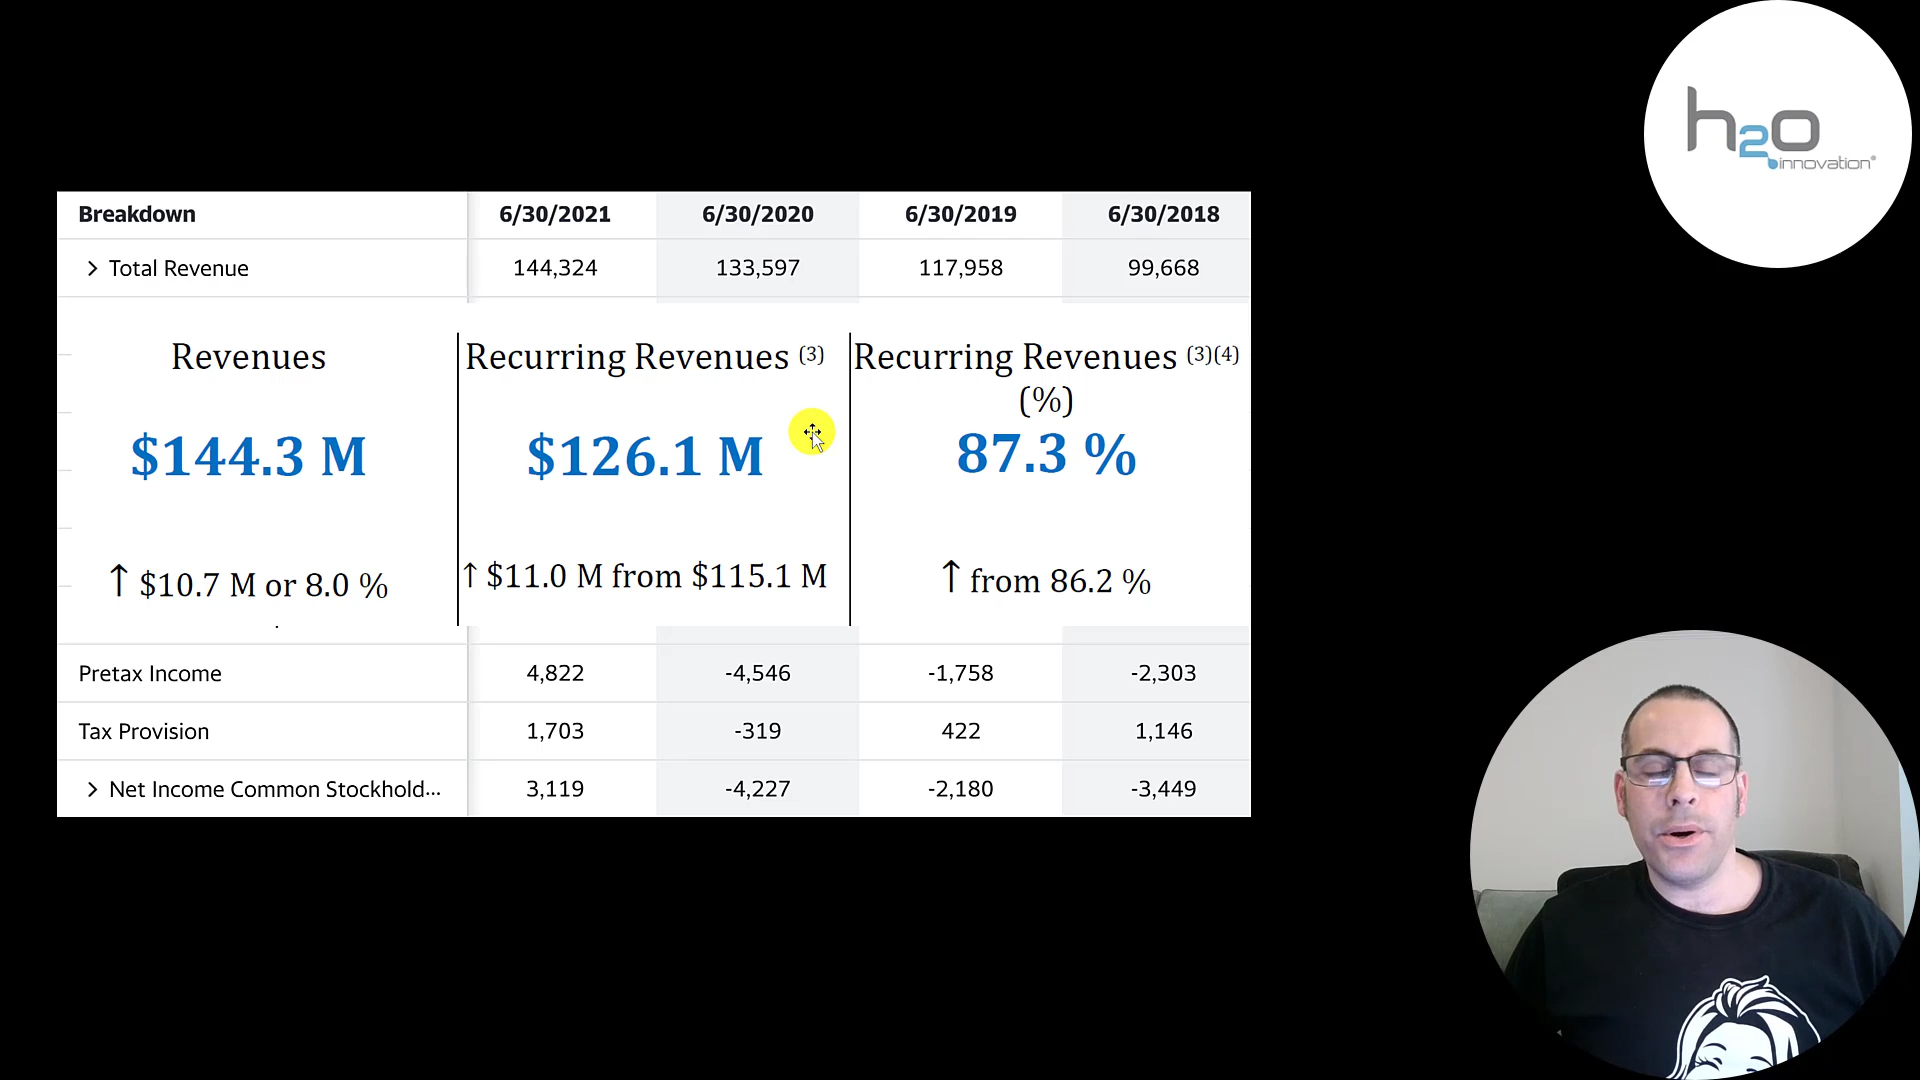 h2o
innovation®
Breakdown 6/30/2021 6/30/2020 6/30/2019 6/30/2018
> Total Revenue 144,324 133,597 117,958 99,668
Revenues Recurring Revenues (3) Recurring Revenues (3)(4)
(%)
$144.3 M $126.1 M 87.3 %
↑ $10.7 M or 8.0 % ↑ $11.0 M from $115.1 M ↑ from 86.2 %
Pretax Income 4,822 -4,546 -1,758 -2,303
Tax Provision 1,703 -319 422 1,146
> Net Income Common Stockhold... 3,119 -4,227 -2,180 -3,449